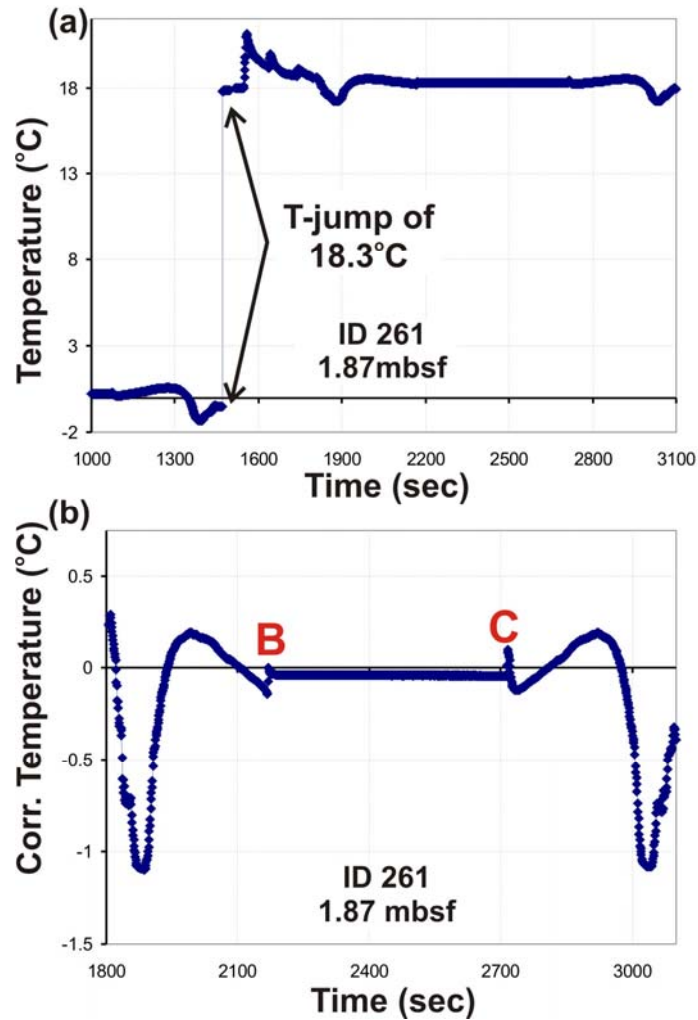 (a)
Temperature (°C)
18
13
8
3
-2
T-jump of
18.3°C
ID 261
1.87mbsf
1000 1300 1600 1900 2200 2500 2800 3100
Time (sec)
(b)
Corr. Temperature (°C)
0.5
0
-0.5
-1
-1.5
B
C
ID 261
1.87 mbsf
1800 2100 2400 2700 3000
Time (sec)